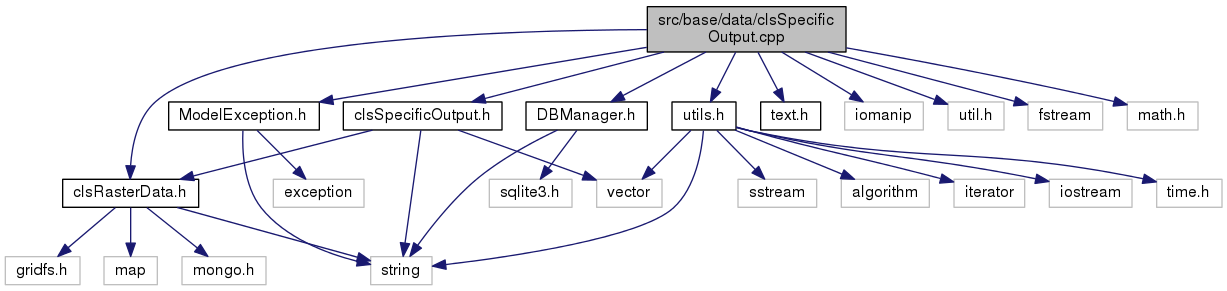 src/base/data/clsSpecific
Output.cpp
ModelException.h
clsSpecificOutput.h
DBManager.h
utils.h
text.h
iomanip
util.h
fstream
math.h
clsRasterData.h
exception
sqlite3.h
vector
sstream
algorithm
iterator
iostream
time.h
gridfs.h
map
mongo.h
string